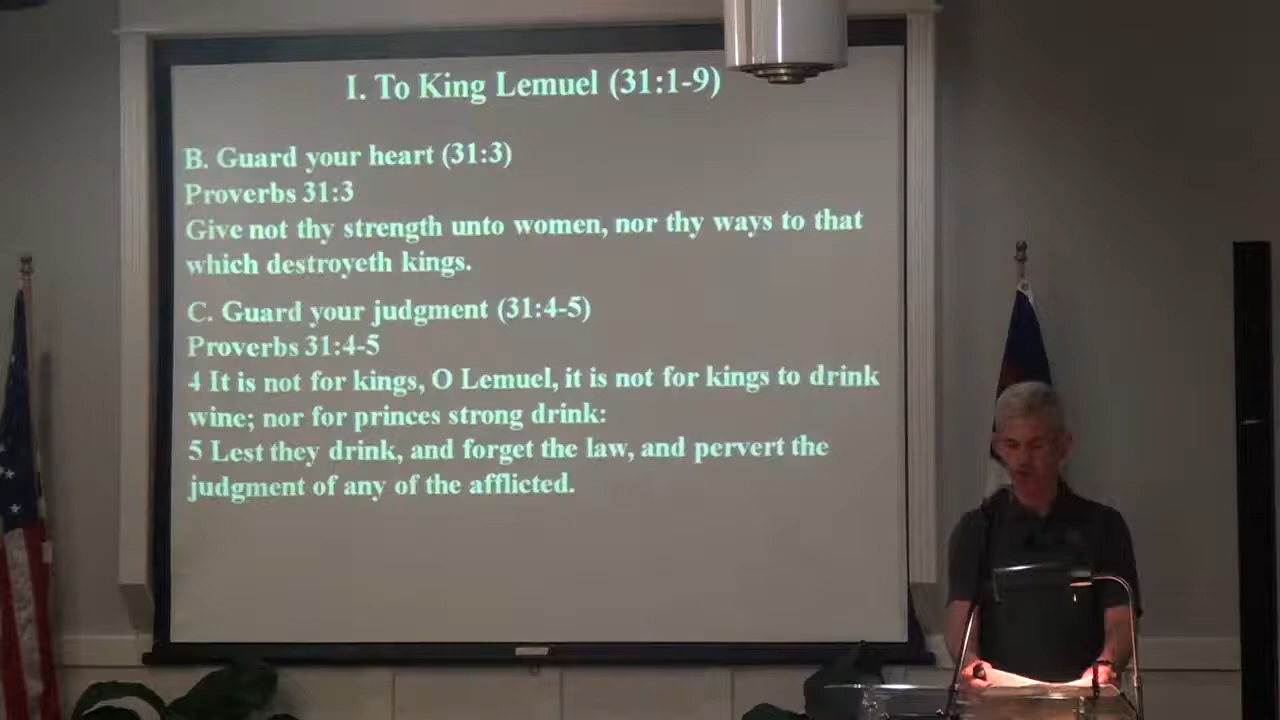 I. To King Lemuel (31:1-9)
B. Guard your heart (31:3)
Proverbs 31:3
Give not thy strength unto women, nor thy ways to that
which destroyeth kings.
C. Guard your judgment (31:4-5)
Proverbs 31:4-5
4 It is not for kings, O Lemuel, it is not for kings to drink
wine; nor for princes strong drink:
5 Lest they drink, and forget the law, and pervert the
judgment of any of the afflicted.